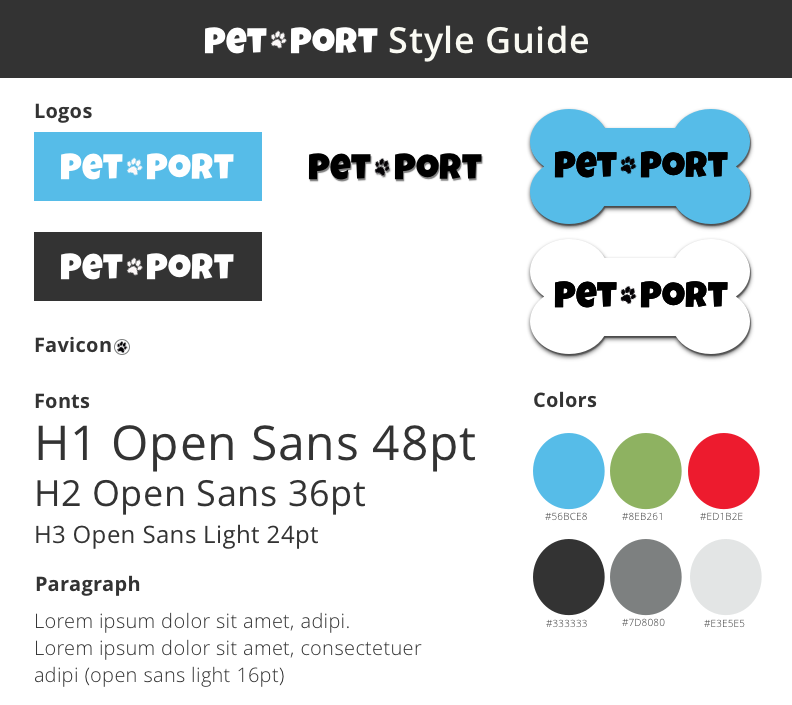 PET PORT Style Guide
Logos
PET PORT
PET PORT
PET PORT
PET PORT
PET PORT
Favicon
Fonts
H1 Open Sans 48pt
H2 Open Sans 36pt
H3 Open Sans Light 24pt
Paragraph
Lorem ipsum dolor sit amet, adipi.
Lorem ipsum dolor sit amet, consectetuer
adipi (open sans light 16pt)
Colors
#56BCE8 #8EB261 #ED1B2E
#333333 #7D8080 #E3E5E5